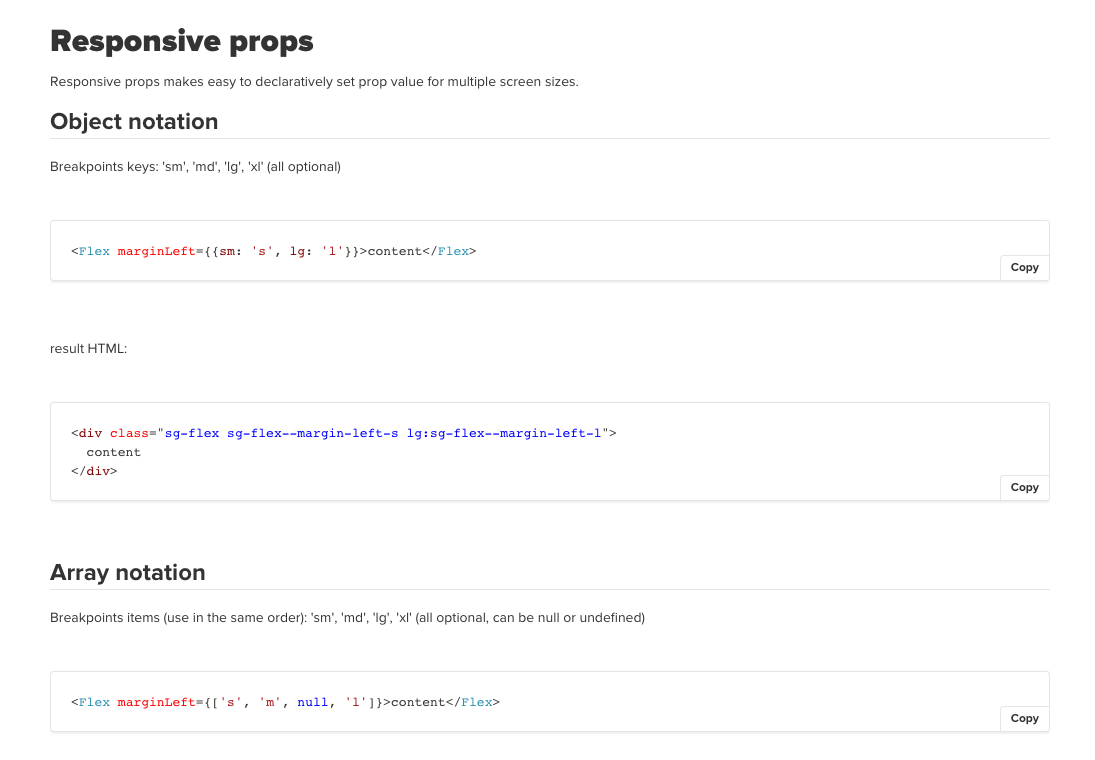 Responsive props
Responsive props makes easy to declaratively set prop value for multiple screen sizes.
Object notation
Breakpoints keys: 'sm', 'md', 'lg', 'xl' (all optional)
<Flex marginLeft={{sm: 's', lg: 'l'}}>content</Flex>
Copy
result HTML:
<div class="sg-flex sg-flex--margin-left-s lg:sg-flex--margin-left-l">
  content
</div>
Copy
Array notation
Breakpoints items (use in the same order): 'sm', 'md', 'lg', 'xl' (all optional, can be null or undefined)
<Flex marginLeft={['s', 'm', null, 'l']}>content</Flex>
Copy